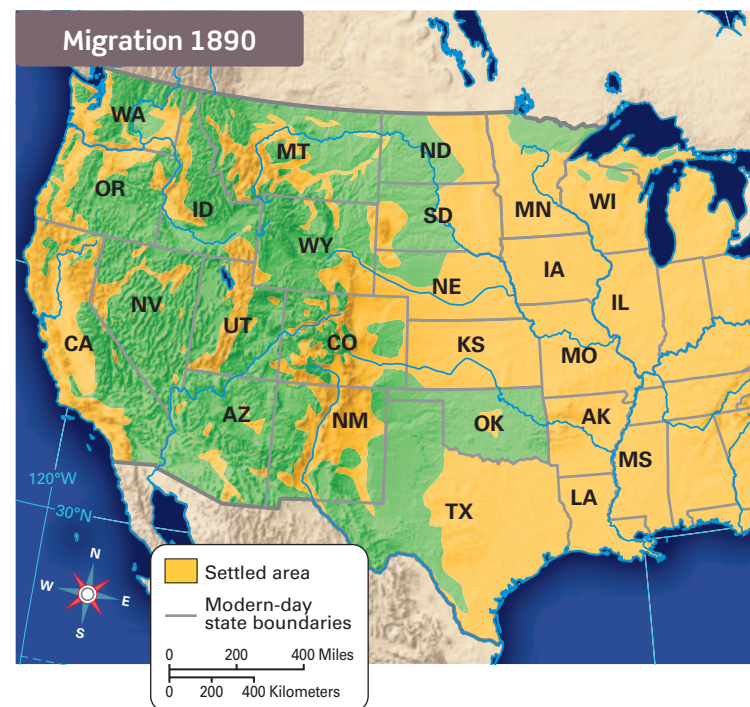 Migration 1890
WA
MT
ND
OR
ID
SD
MN
WI
WY
NE
IA
NV
IL
UT
CA
CO
KS
MO
AZ
NM
OK
AK
MS
TX
LA
120°W
30°N
N
W
E
S
Settled area
Modern-day
state boundaries
0 200 400 Miles
0 200 400 Kilometers